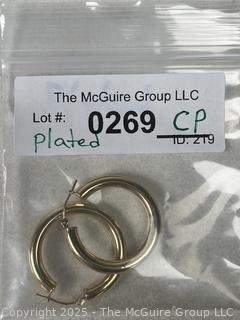 The McGuire Group LLC
Lot #: 0269 CP
Plated ID: 219
©Copyright 2025 - The McGuire Group LLC